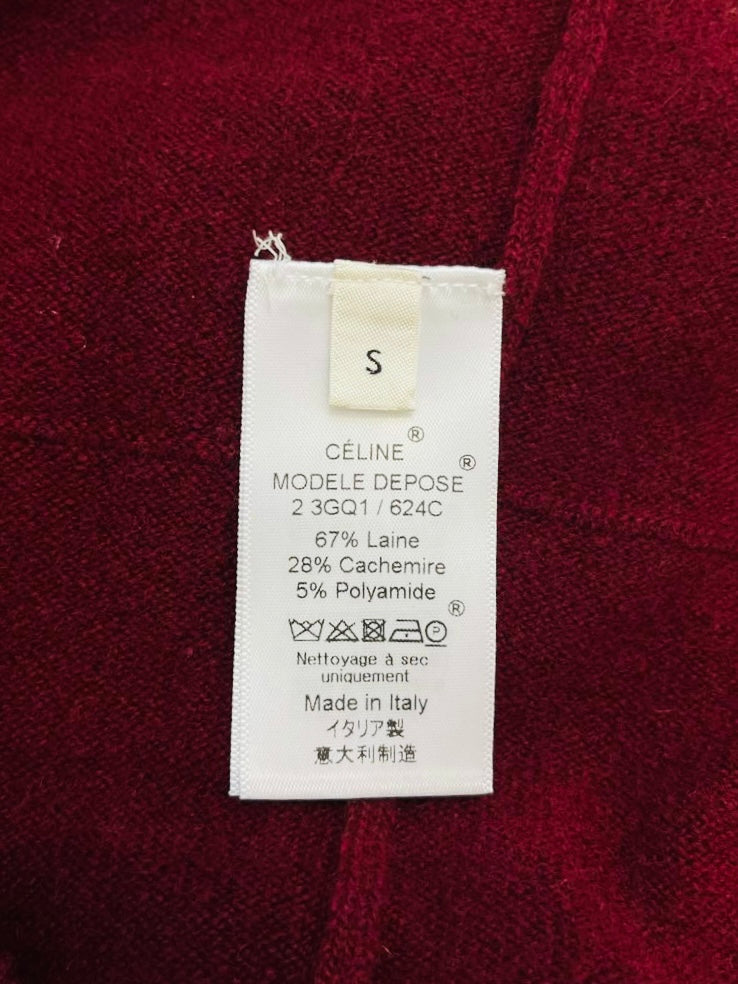 S
CÉLINE®
MODELE DEPOSE®
2 3GQ1 / 624C
67% Laine
28% Cachemire
5% Polyamide
®
P
Nettoyage à sec
uniquement
Made in Italy
イタリア製
意大利制造